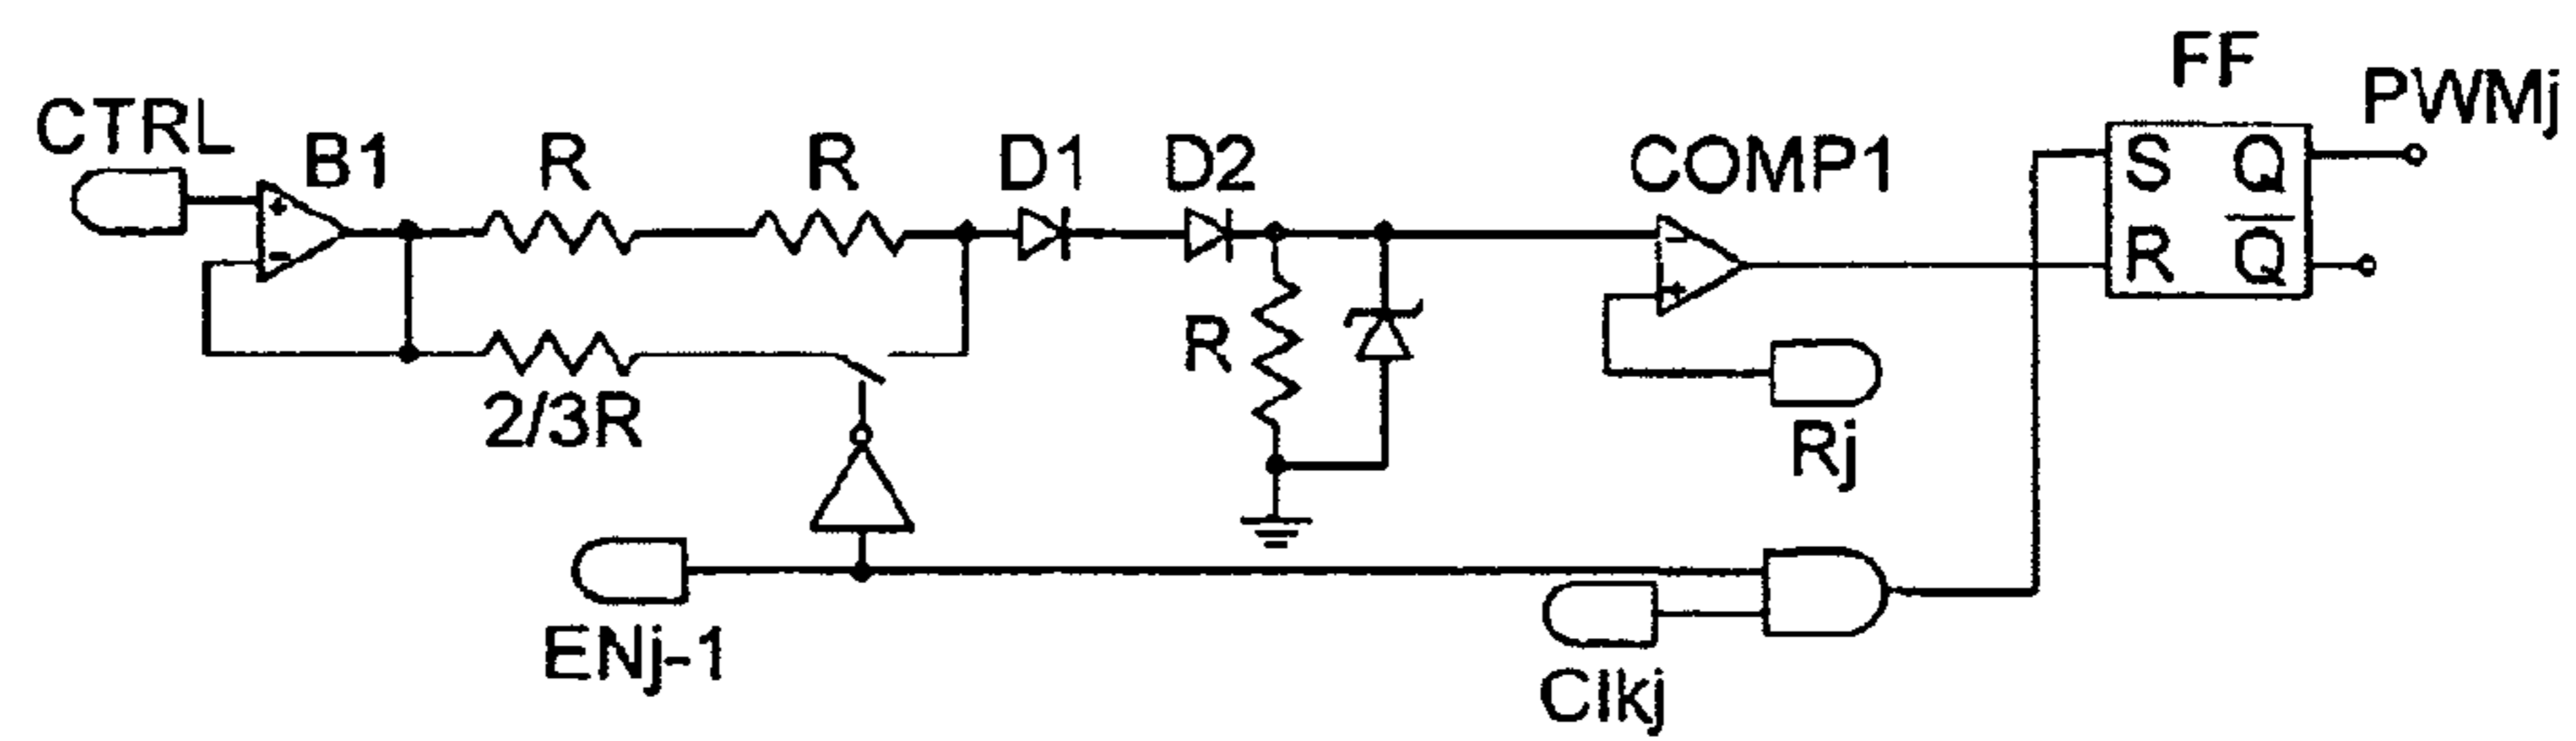 CTRL
B1
R
R
D1
D2
COMP1
FF
PWMj
+
-
-
+
S Q
R Q̅
R
2/3R
Rj
ENj-1
Clkj